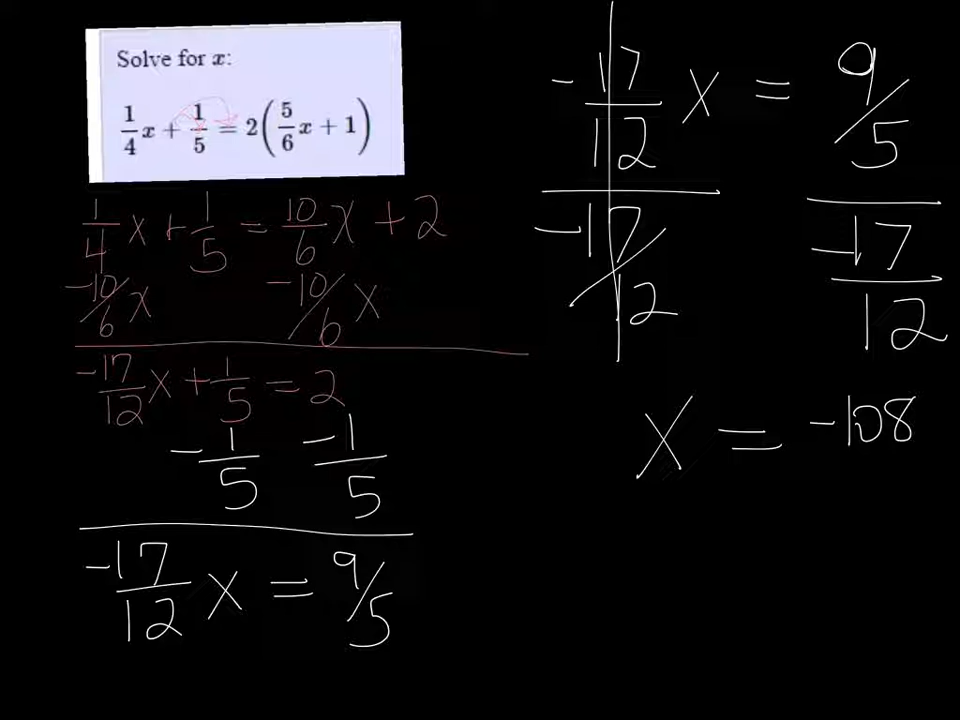 Solve for x:
1/4 x + 1/5 = 2(5/6 x + 1)
1/4 x + 1/5 = 10/6 x + 2
-10/6 x -10/6 x
-17/12 x + 1/5 = 2
-1/5 -1/5
-17/12 x = 9/5
-17/12 x = 9/5
-17/12 -17/12
x = -108